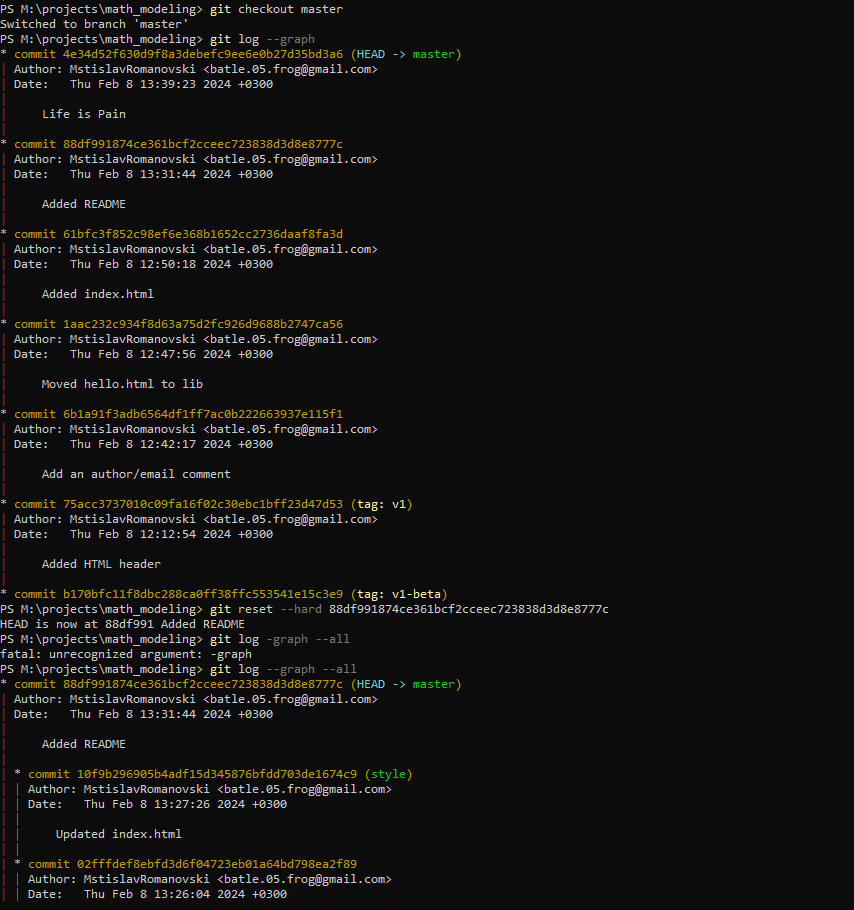 PS M:\projects\math_modeling> git checkout master
Switched to branch 'master'
PS M:\projects\math_modeling> git log --graph
* commit 4e34d52f630d9f8a3debefc9ee6e0b27d35bd3a6 (HEAD -> master)
| Author: MstislavRomanovski <batle.05.frog@gmail.com>
| Date:   Thu Feb 8 13:39:23 2024 +0300
|
|     Life is Pain
|
* commit 88df991874ce361bcf2cceec723838d3d8e8777c
| Author: MstislavRomanovski <batle.05.frog@gmail.com>
| Date:   Thu Feb 8 13:31:44 2024 +0300
|
|     Added README
|
* commit 61bfc3f852c98ef6e368b1652cc2736daaf8fa3d
| Author: MstislavRomanovski <batle.05.frog@gmail.com>
| Date:   Thu Feb 8 12:50:18 2024 +0300
|
|     Added index.html
|
* commit 1aac232c934f8d63a75d2fc926d9688b2747ca56
| Author: MstislavRomanovski <batle.05.frog@gmail.com>
| Date:   Thu Feb 8 12:47:56 2024 +0300
|
|     Moved hello.html to lib
|
* commit 6b1a91f3adb6564df1ff7ac0b222663937e115f1
| Author: MstislavRomanovski <batle.05.frog@gmail.com>
| Date:   Thu Feb 8 12:42:17 2024 +0300
|
|     Add an author/email comment
|
* commit 75acc3737010c09fa16f02c30ebc1bff23d47d53 (tag: v1)
| Author: MstislavRomanovski <batle.05.frog@gmail.com>
| Date:   Thu Feb 8 12:12:54 2024 +0300
|
|     Added HTML header
|
* commit b170bfc11f8dbc288ca0ff38ffc553541e15c3e9 (tag: v1-beta)
PS M:\projects\math_modeling> git reset --hard 88df991874ce361bcf2cceec723838d3d8e8777c
HEAD is now at 88df991 Added README
PS M:\projects\math_modeling> git log -graph --all
fatal: unrecognized argument: -graph
PS M:\projects\math_modeling> git log --graph --all
* commit 88df991874ce361bcf2cceec723838d3d8e8777c (HEAD -> master)
| Author: MstislavRomanovski <batle.05.frog@gmail.com>
| Date:   Thu Feb 8 13:31:44 2024 +0300
|
|     Added README
|
| * commit 10f9b296905b4adf15d345876bfdd703de1674c9 (style)
| | Author: MstislavRomanovski <batle.05.frog@gmail.com>
| | Date:   Thu Feb 8 13:27:26 2024 +0300
| |
| |     Updated index.html
| |
| * commit 02fffdef8ebfd3d6f04723eb01a64bd798ea2f89
| | Author: MstislavRomanovski <batle.05.frog@gmail.com>
| | Date:   Thu Feb 8 13:26:04 2024 +0300